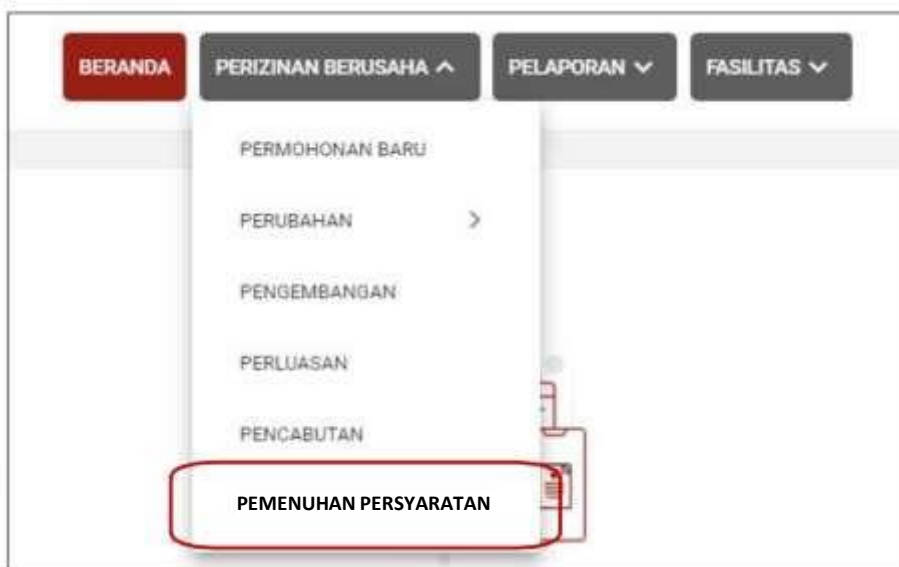 BERANDA PERIZINAN BERUSAHA PELAPORAN FASILITAS
PERMOHONAN BARU
PERUBAHAN
PENGEMBANGAN
PERLUASAN
PENCABUTAN
PEMENUHAN PERSYARATAN